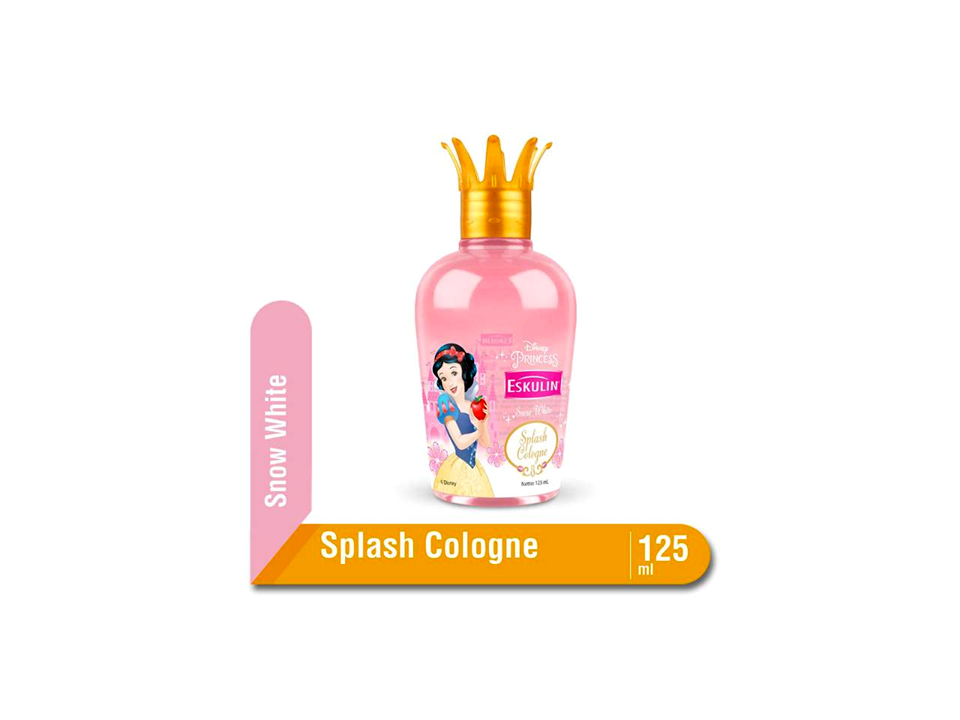 Disney
PRINCESS
ESKULIN
Snow White
Splash
Cologne
Netto: 125 mL
© Disney
Snow White
Splash Cologne
125
ml